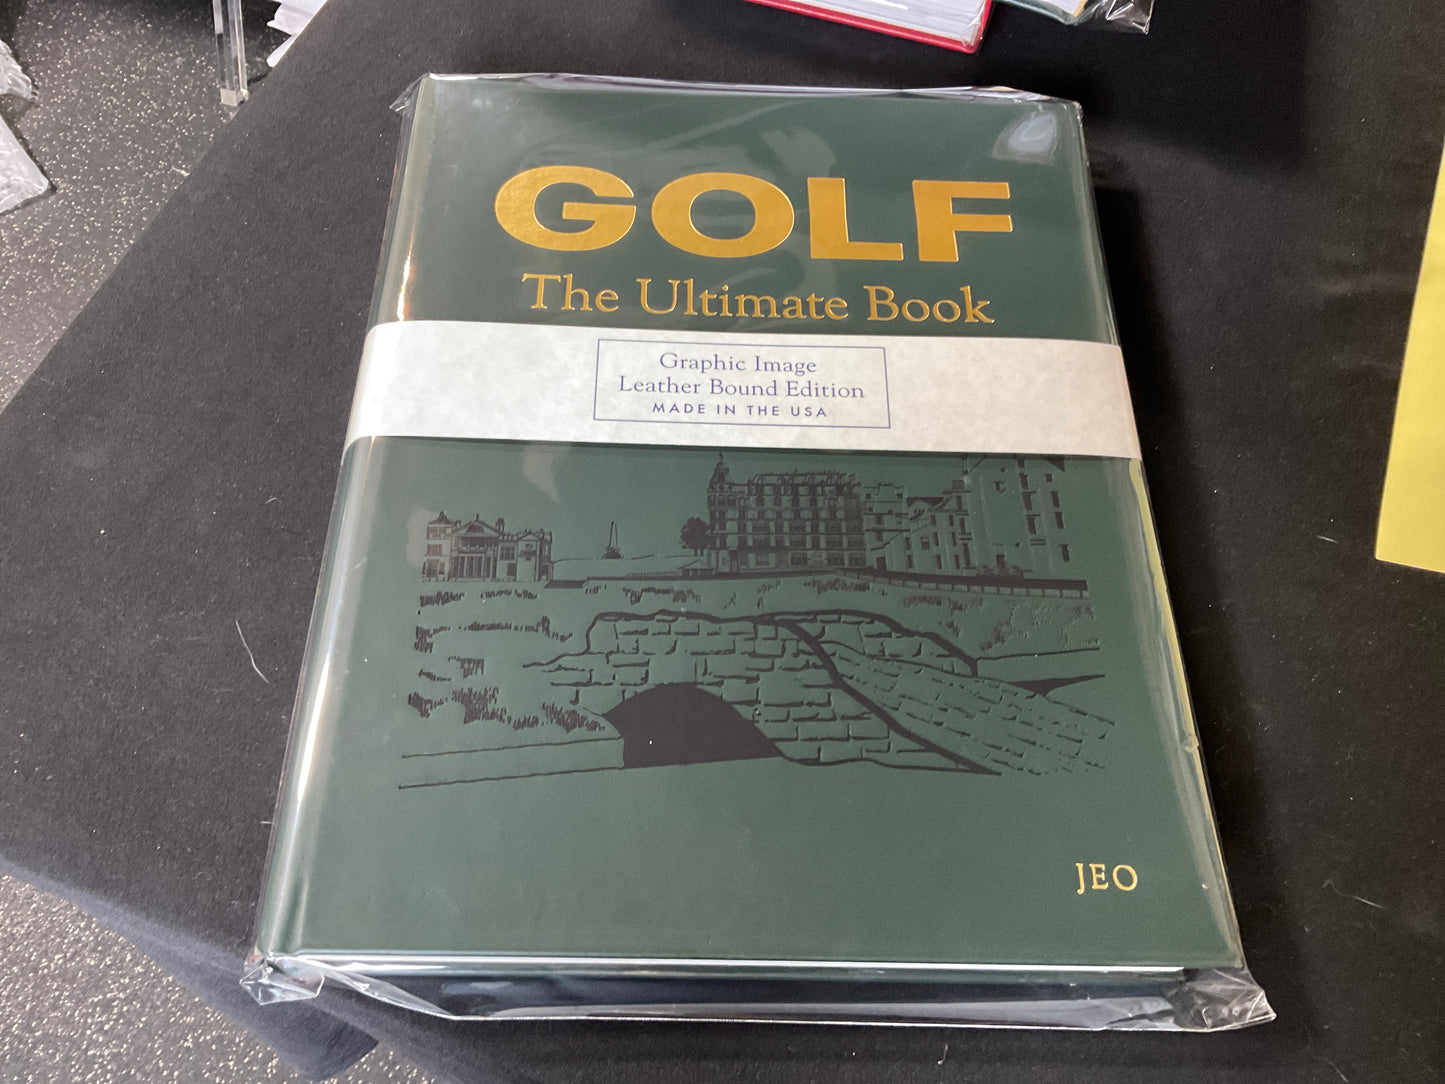 GOLF
The Ultimate Book
Graphic Image
Leather Bound Edition
MADE IN THE USA
JEO